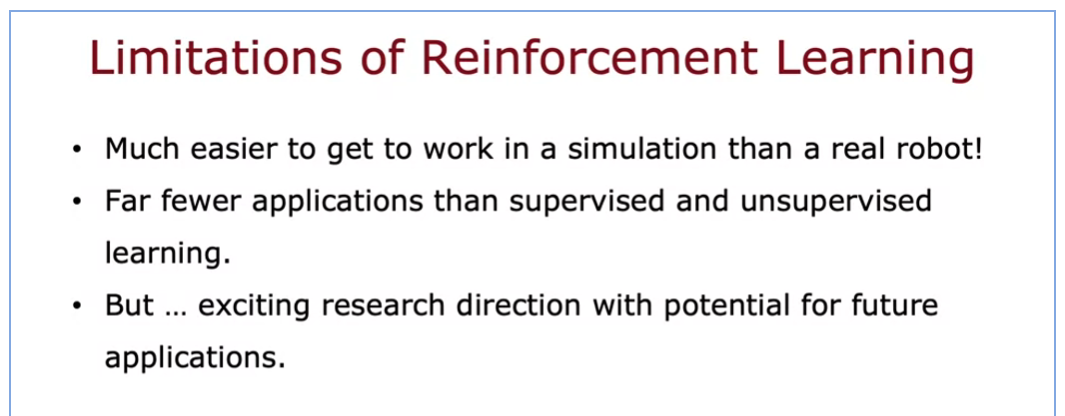 Limitations of Reinforcement Learning
• Much easier to get to work in a simulation than a real robot!
• Far fewer applications than supervised and unsupervised
learning.
• But ... exciting research direction with potential for future
applications.